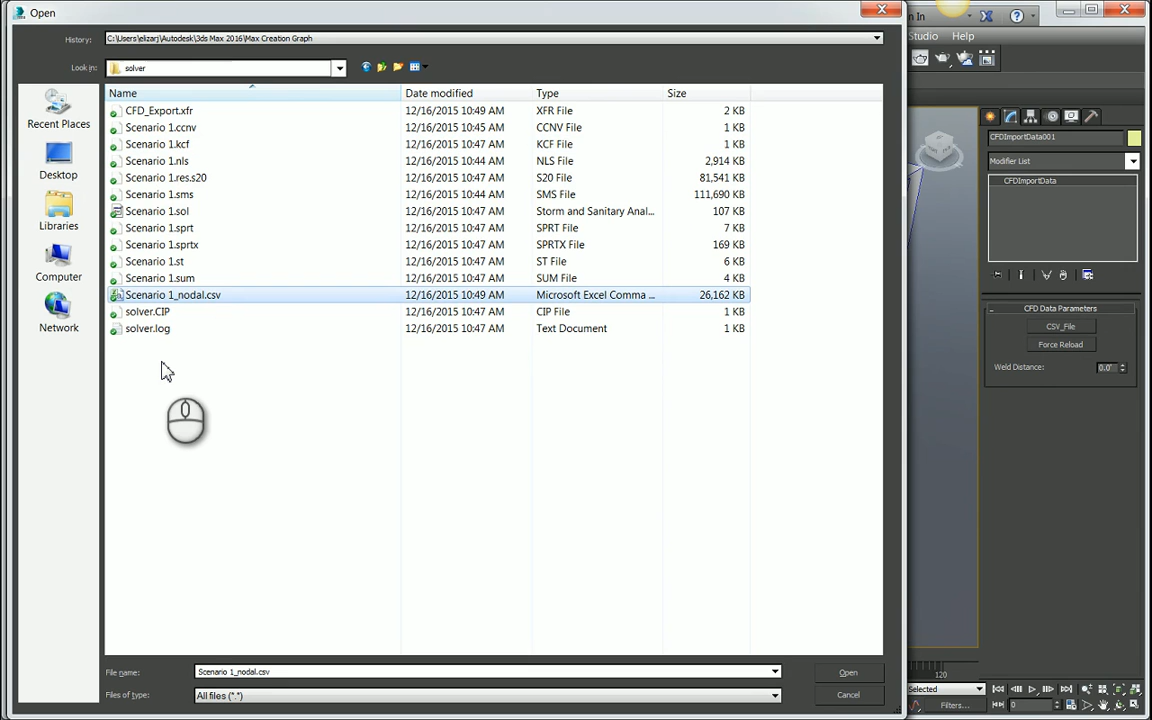 Open
History:
C:\Users\elizarj\Autodesk\3ds Max 2016\Max Creation Graph
Look in:
solver
Recent Places
Desktop
Libraries
Computer
Network
Name Date modified Type Size
CFD_Export.xfr 12/16/2015 10:49 AM XFR File 2 KB
Scenario 1.ccnv 12/16/2015 10:45 AM CCNV File 1 KB
Scenario 1.kcf 12/16/2015 10:47 AM KCF File 1 KB
Scenario 1.nls 12/16/2015 10:44 AM NLS File 2,914 KB
Scenario 1.res.s20 12/16/2015 10:47 AM S20 File 81,541 KB
Scenario 1.sms 12/16/2015 10:44 AM SMS File 111,690 KB
Scenario 1.sol 12/16/2015 10:47 AM Storm and Sanitary Anal... 107 KB
Scenario 1.sprt 12/16/2015 10:47 AM SPRT File 7 KB
Scenario 1.sprtx 12/16/2015 10:47 AM SPRTX File 169 KB
Scenario 1.st 12/16/2015 10:47 AM ST File 6 KB
Scenario 1.sum 12/16/2015 10:47 AM SUM File 4 KB
Scenario 1_nodal.csv 12/16/2015 10:49 AM Microsoft Excel Comma ... 26,162 KB
solver.CIP 12/16/2015 10:47 AM CIP File 1 KB
solver.log 12/16/2015 10:47 AM Text Document 1 KB
File name:
Scenario 1_nodal.csv
Open
Files of type:
All files (*.*)
Cancel
n In
Studio Help
CFDImportData001
Modifier List
CFDImportData
CFD Data Parameters
CSV_File
Force Reload
Weld Distance: 0.0'
120
Selected
Filters...
0